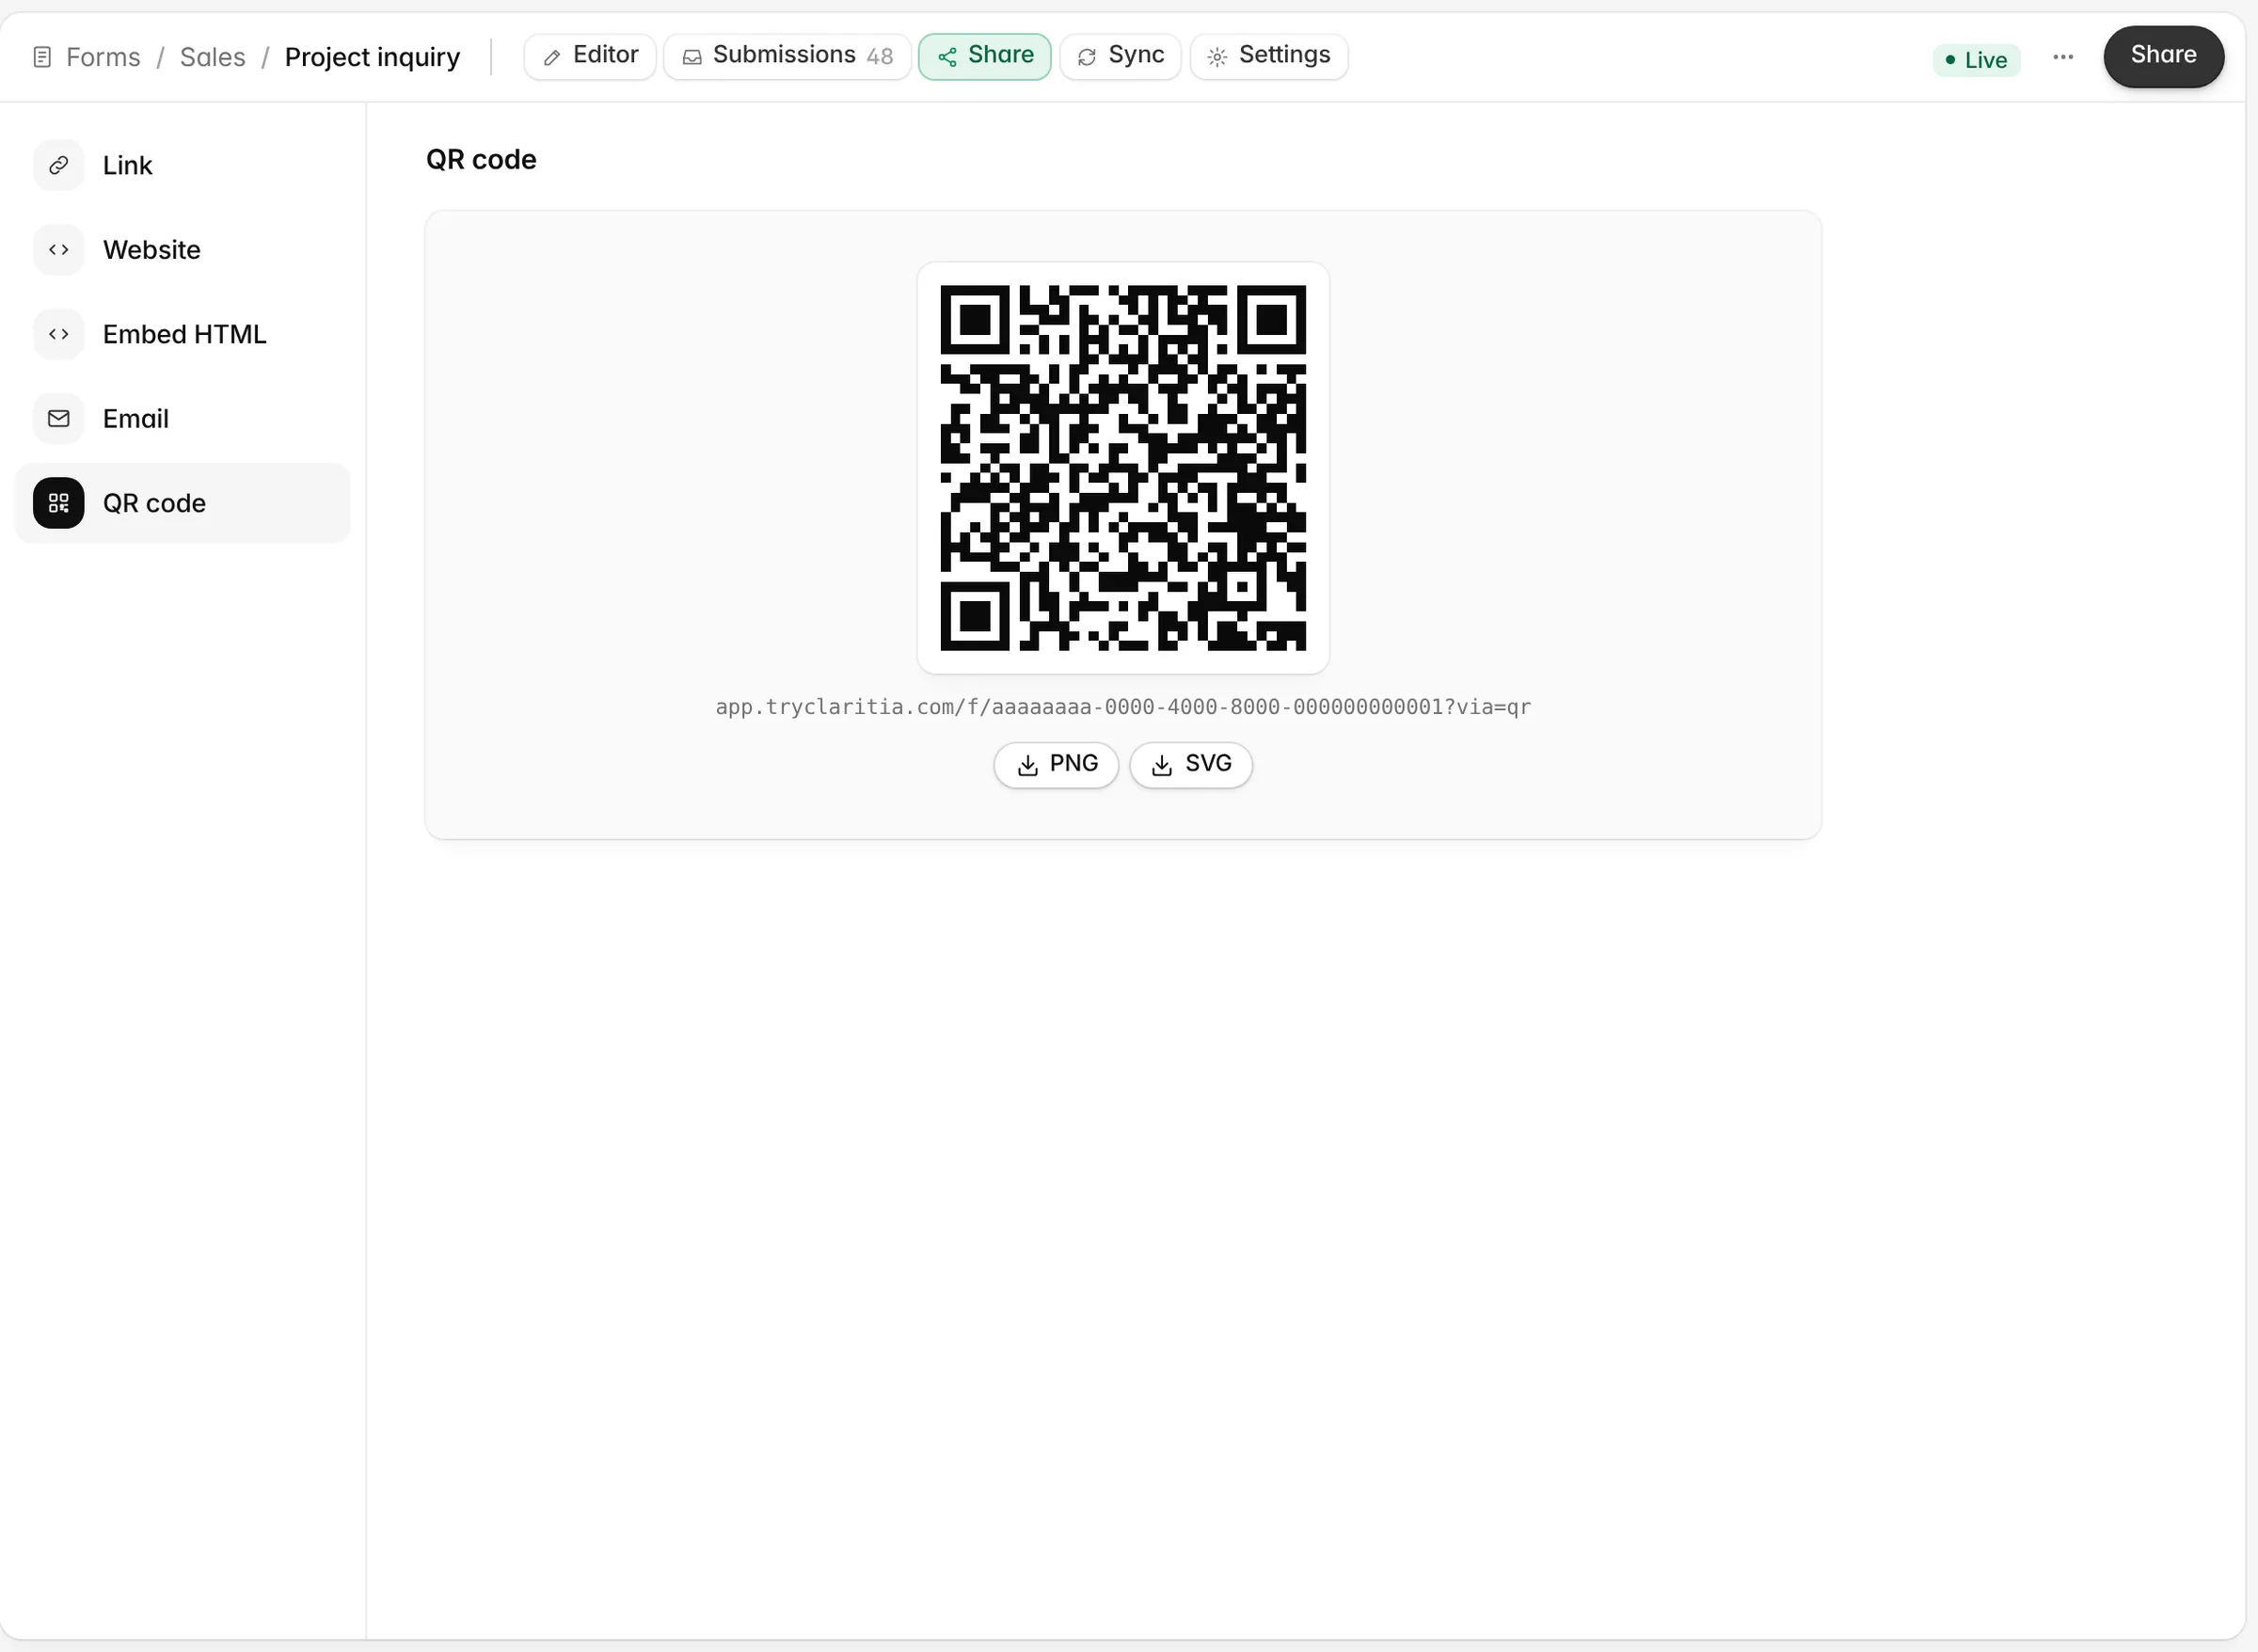 Forms / Sales / Project inquiry Editor Submissions 48 Share Sync Settings Live Share
Link
Website
Embed HTML
Email
QR code
QR code
app.tryclaritia.com/f/aaaaaaaa-0000-4000-8000-000000000001?via=qr
PNG SVG